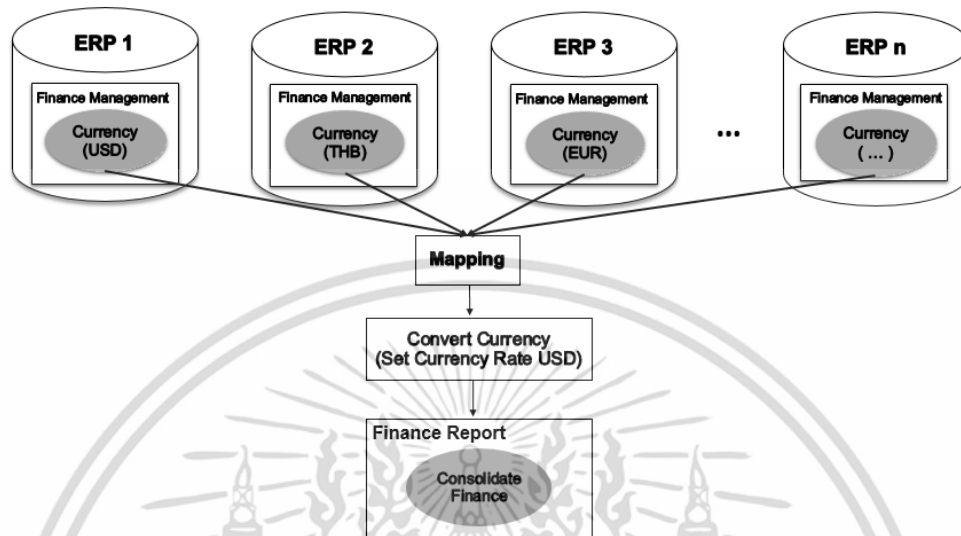 ERP 1
ERP 2
ERP 3
ERP n
Finance Management
Finance Management
Finance Management
Finance Management
Currency
(USD)
Currency
(THB)
Currency
(EUR)
...
Currency
( ... )
Mapping
Convert Currency
(Set Currency Rate USD)
Finance Report
Consolidate
Finance